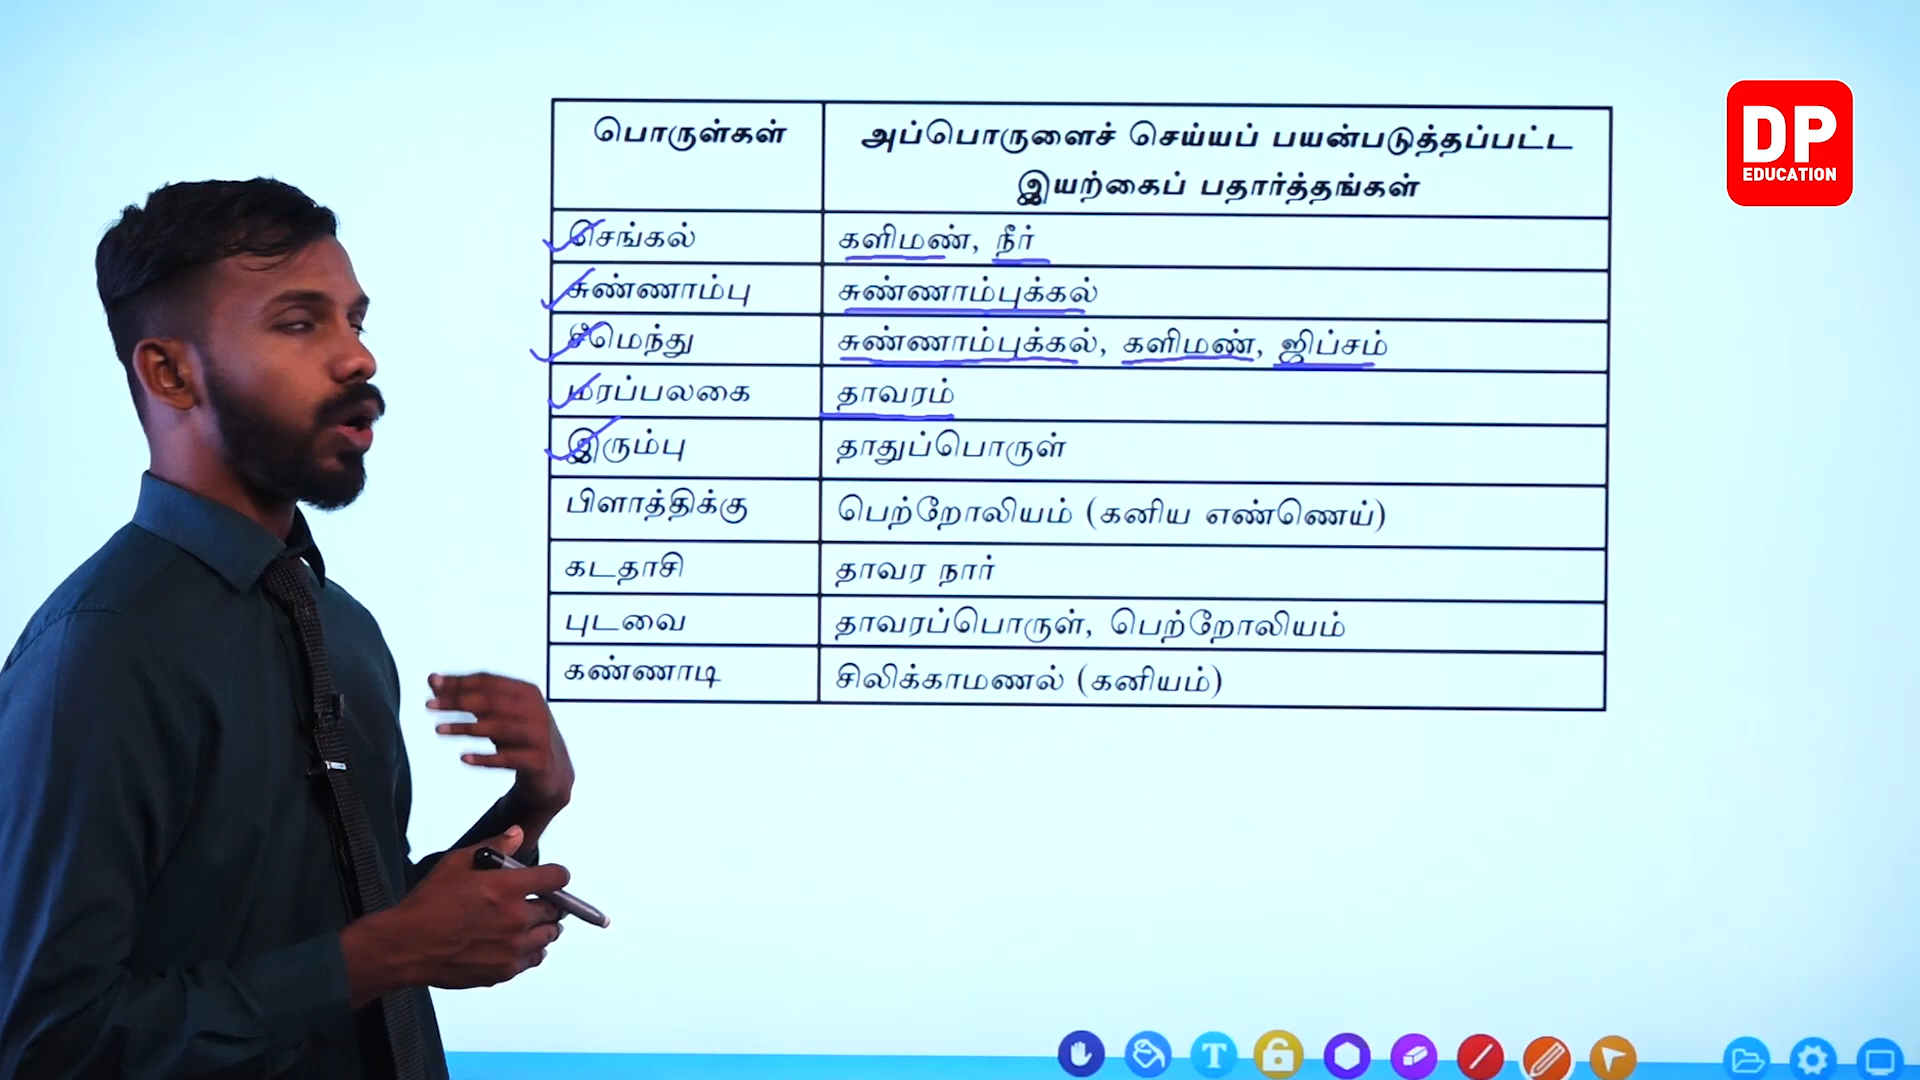 DP
EDUCATION
பொருள்கள்
அப்பொருளைச் செய்யப் பயன்படுத்தப்பட்ட
இயற்கைப் பதார்த்தங்கள்
செங்கல்
களிமண், நீர்
சுண்ணாம்பு
சுண்ணாம்புக்கல்
சீமெந்து
சுண்ணாம்புக்கல், களிமண், ஜிப்சம்
மரப்பலகை
தாவரம்
இரும்பு
தாதுப்பொருள்
பிளாத்திக்கு
பெற்றோலியம் (கனிய எண்ணெய்)
கடதாசி
தாவர நார்
புடவை
தாவரப்பொருள், பெற்றோலியம்
கண்ணாடி
சிலிக்காமணல் (கனியம்)
T